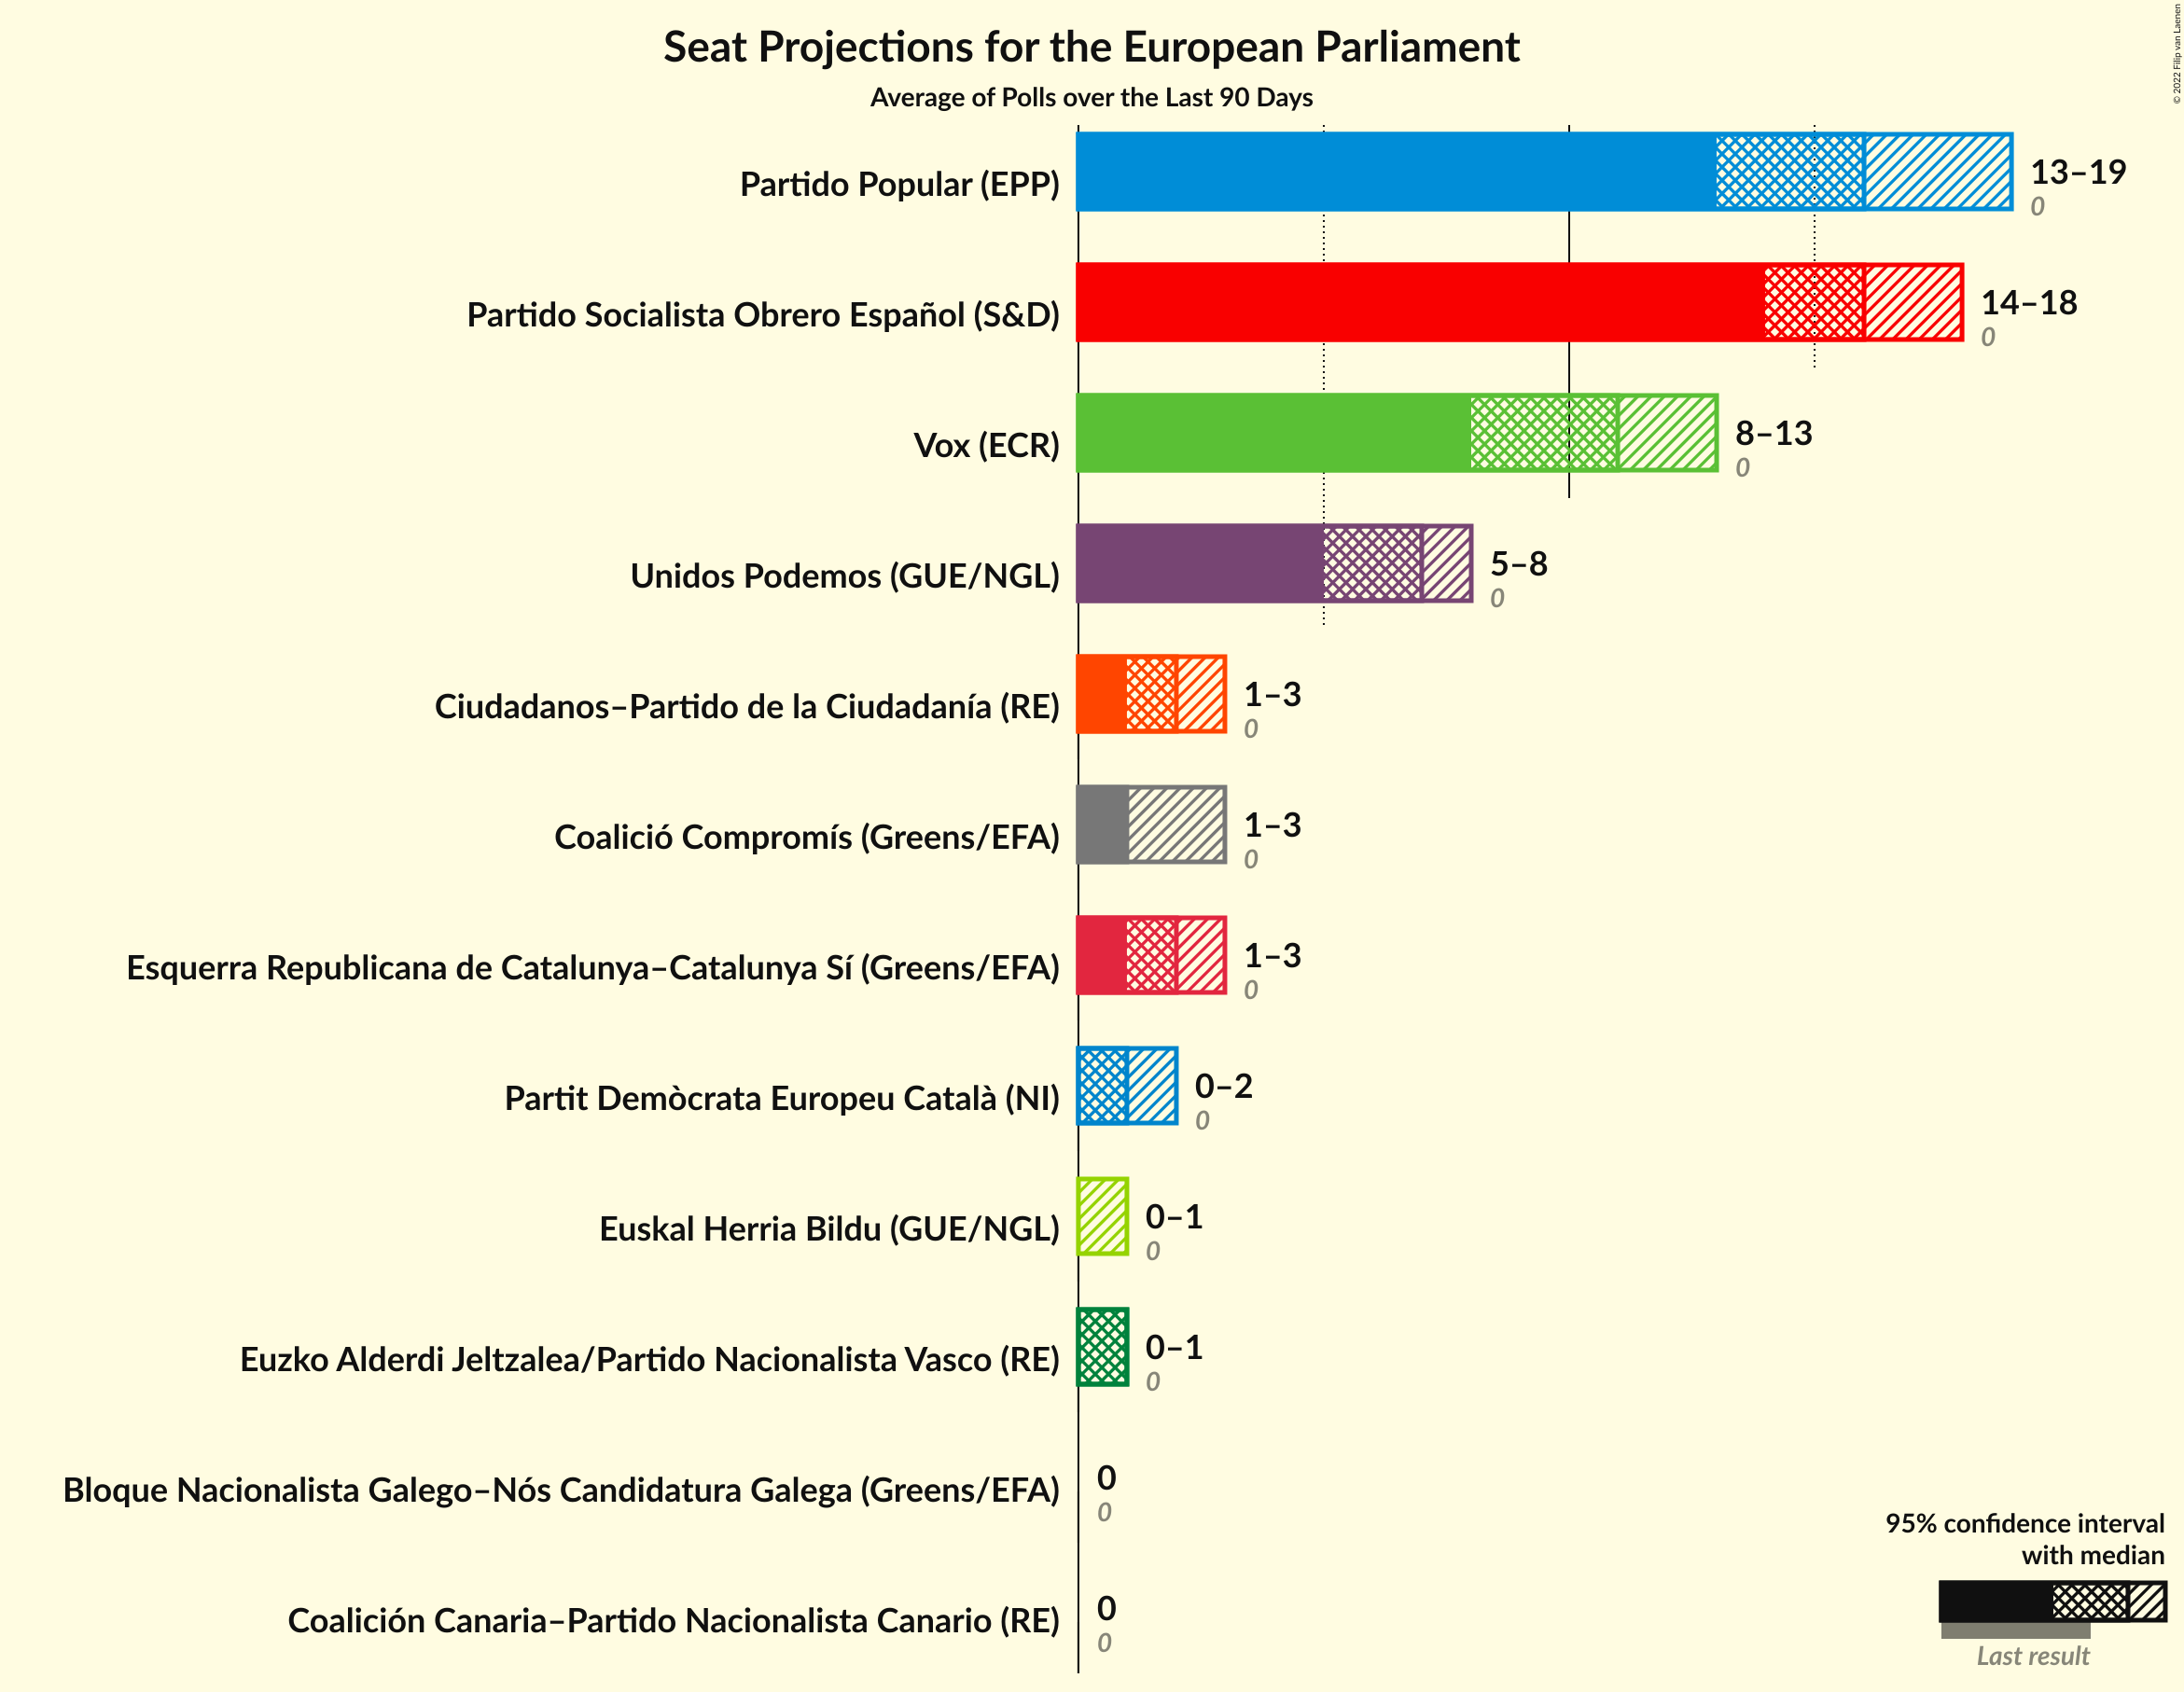 Seat Projections for the European Parliament
Average of Polls over the Last 90 Days
© 2022 Filip van Laenen
Partido Popular (EPP)
13–19
0
Partido Socialista Obrero Español (S&D)
14–18
0
Vox (ECR)
8–13
0
Unidos Podemos (GUE/NGL)
5–8
0
Ciudadanos–Partido de la Ciudadanía (RE)
1–3
0
Coalició Compromís (Greens/EFA)
1–3
0
Esquerra Republicana de Catalunya–Catalunya Sí (Greens/EFA)
1–3
0
Partit Demòcrata Europeu Català (NI)
0–2
0
Euskal Herria Bildu (GUE/NGL)
0–1
0
Euzko Alderdi Jeltzalea/Partido Nacionalista Vasco (RE)
0–1
0
Bloque Nacionalista Galego–Nós Candidatura Galega (Greens/EFA)
0
0
Coalición Canaria–Partido Nacionalista Canario (RE)
0
0
95% confidence interval
with median
Last result